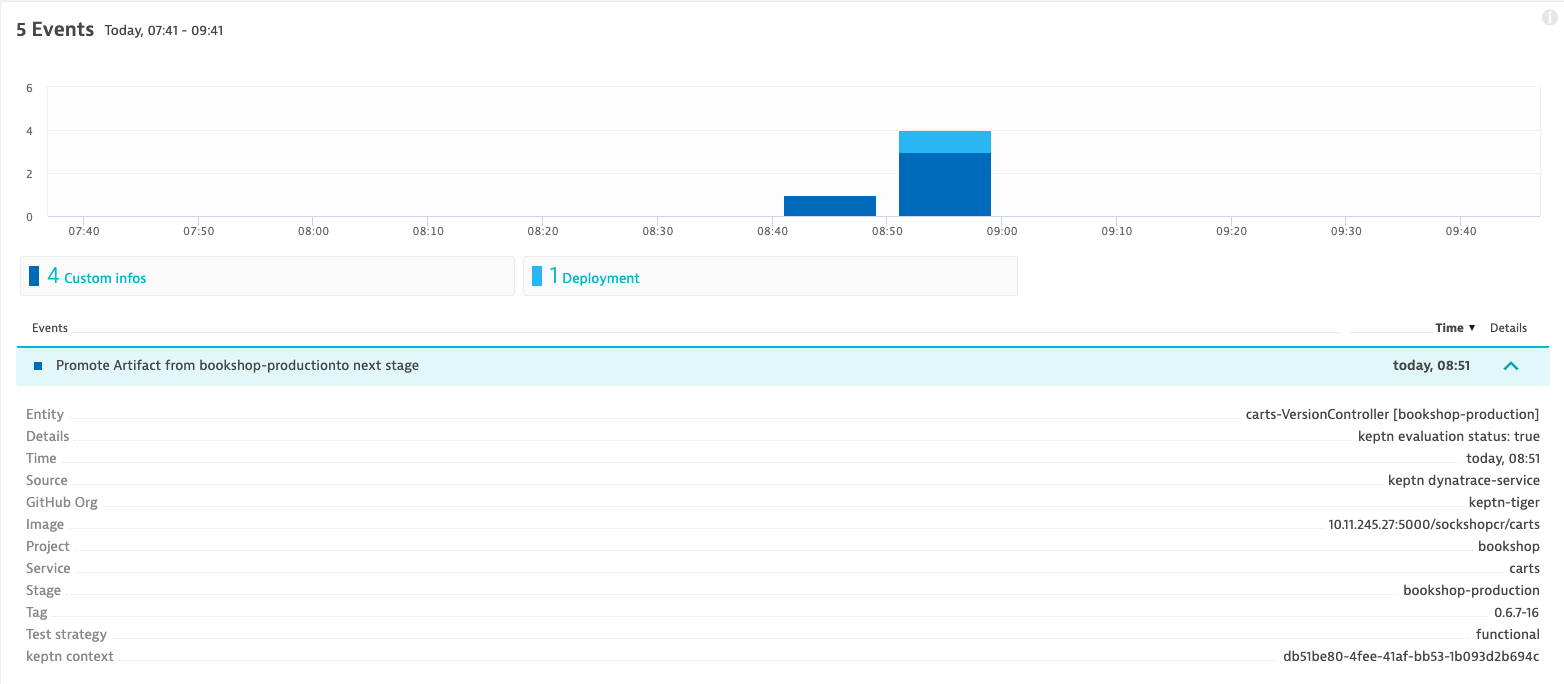 5 Events Today, 07:41 - 09:41
i
6
4
2
0
07:40 07:50 08:00 08:10 08:20 08:30 08:40 08:50 09:00 09:10 09:20 09:30 09:40
4 Custom infos 1 Deployment
Events Time ▼ Details
Promote Artifact from bookshop-productionto next stage today, 08:51
Entity carts-VersionController [bookshop-production]
Details keptn evaluation status: true
Time today, 08:51
Source keptn dynatrace-service
GitHub Org keptn-tiger
Image 10.11.245.27:5000/sockshopcr/carts
Project bookshop
Service carts
Stage bookshop-production
Tag 0.6.7-16
Test strategy functional
keptn context db51be80-4fee-41af-bb53-1b093d2b694c